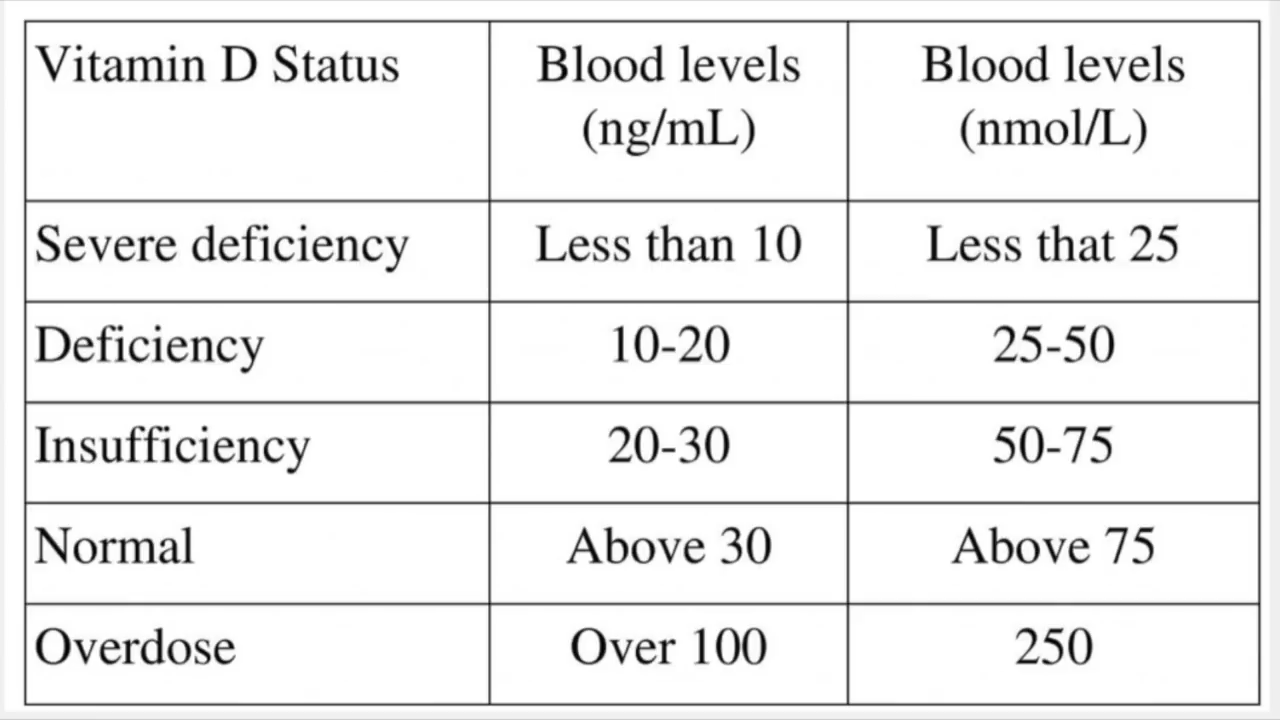 Vitamin D Status Blood levels Blood levels
(ng/mL) (nmol/L)
Severe deficiency Less than 10 Less that 25
Deficiency 10-20 25-50
Insufficiency 20-30 50-75
Normal Above 30 Above 75
Overdose Over 100 250